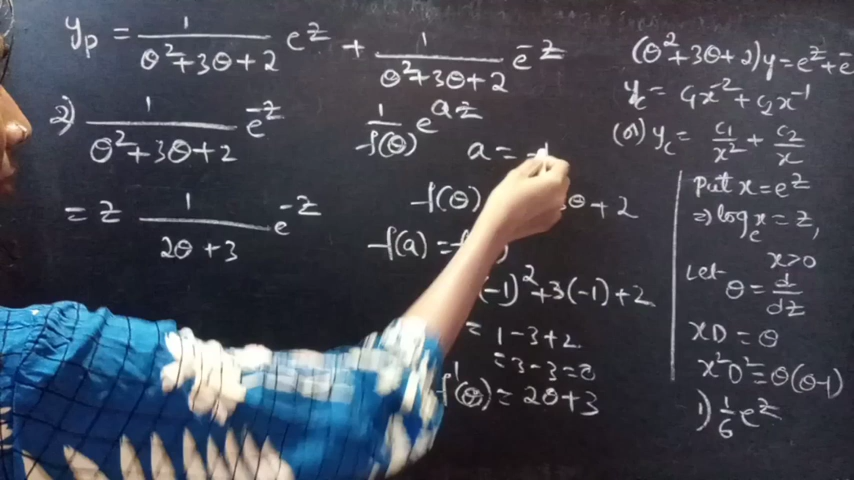 y_p = 1/(θ²+3θ+2) e^z + 1/(θ²+3θ+2) e^-z
2) 1/(θ²+3θ+2) e^-z
= z 1/(2θ+3) e^-z
1/f(θ) e^az
a = -1
f(θ) θ+2
f(a) =
(-1)²+3(-1)+2
= 1-3+2
= 3-3=0
f'(θ) = 2θ+3
(θ²+3θ+2)y = e^z+e^-
y_c = c₁x^-2 + c₂x^-1
(or) y_c = c₁/x² + c₂/x
put x = e^z
⇒ log_e x = z,
x>0
Let θ = d/dz
xD = θ
x²D² = θ(θ-1)
1) 1/6 e^z